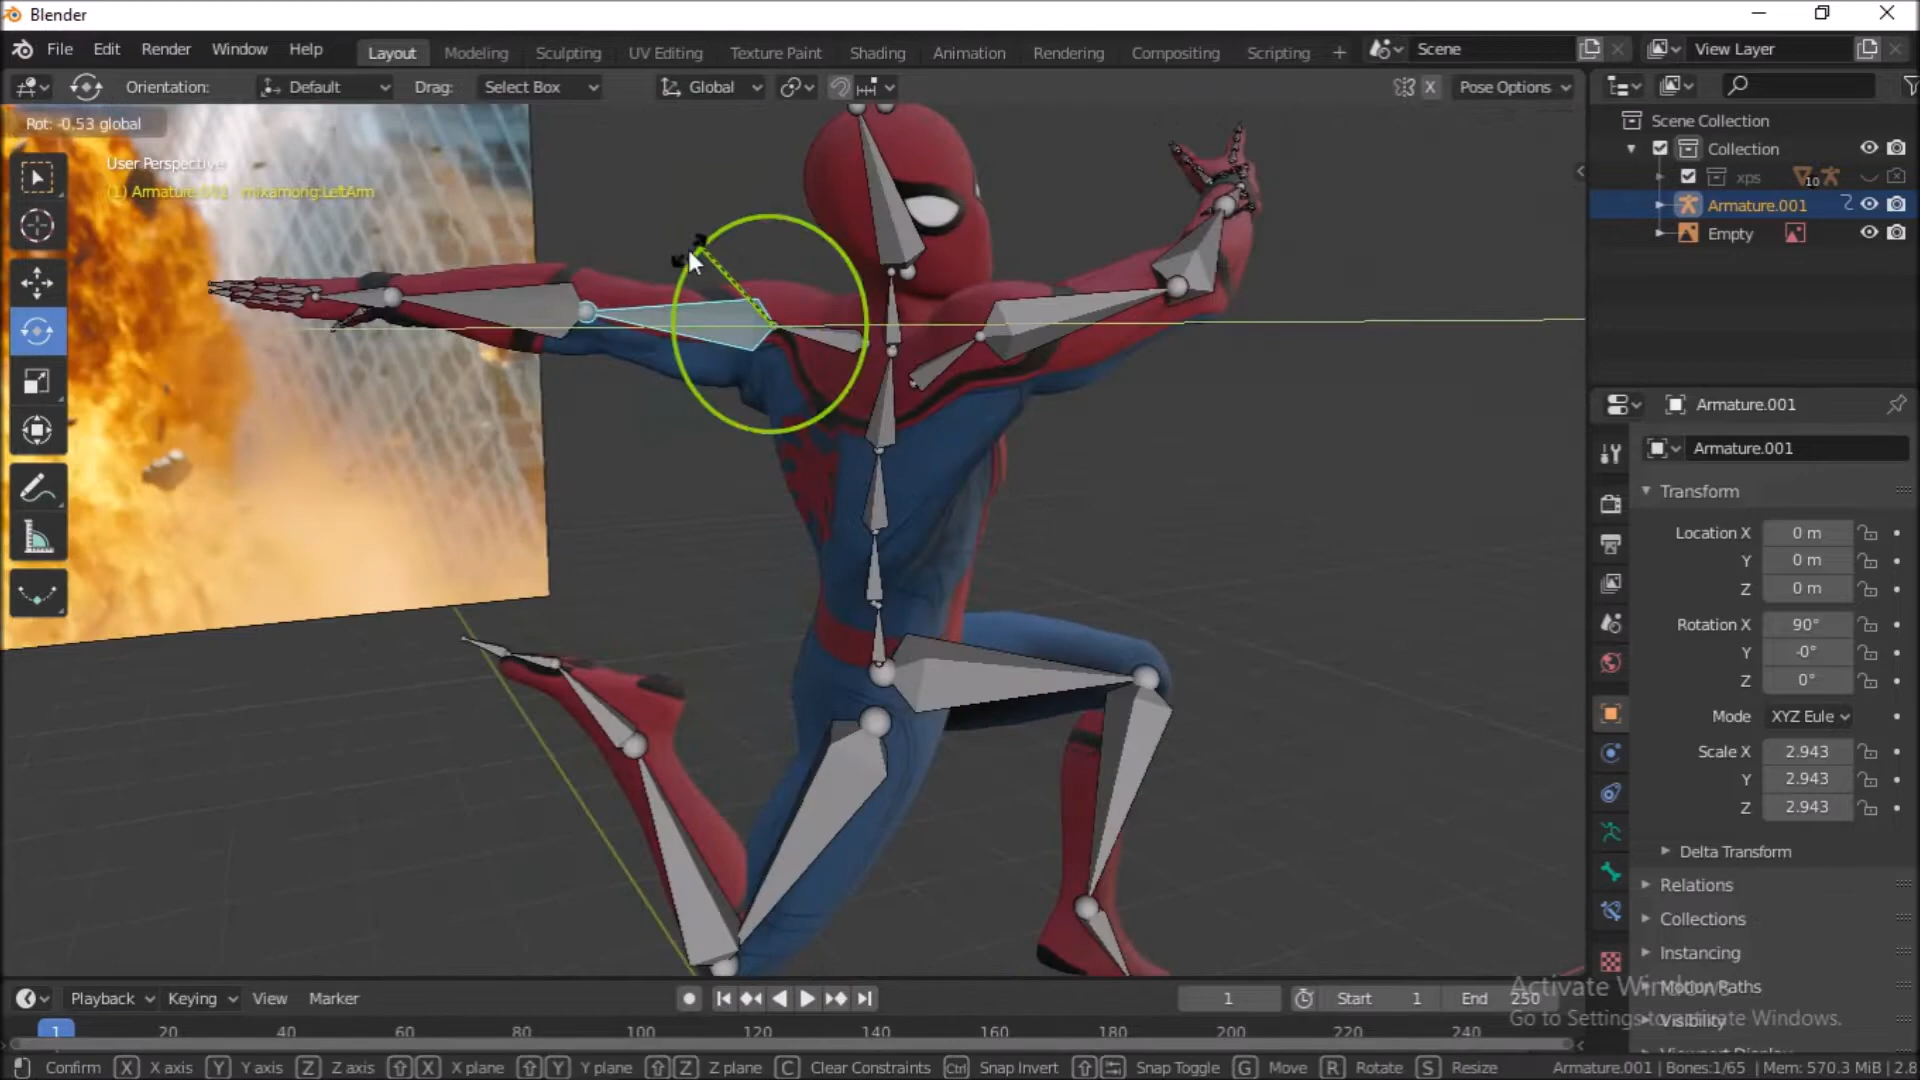 Blender
File Edit Render Window Help Layout Modeling Sculpting UV Editing Texture Paint Shading Animation Rendering Compositing Scripting + Scene View Layer
Orientation: Default Drag: Select Box Global X Pose Options
Rot: -0.53 global
User Perspective
(1) Armature.001 mixamorig:LeftArm
Scene Collection
Collection
xps 10
Armature.001
Empty
Armature.001
Armature.001
Transform
Location X 0 m
Y 0 m
Z 0 m
Rotation X 90°
Y -0°
Z 0°
Mode XYZ Eule
Scale X 2.943
Y 2.943
Z 2.943
Delta Transform
Relations
Collections
Instancing
Motion Paths
Visibility
Activate Windows
Go to Settings to activate Windows.
Playback Keying View Marker 1 Start 1 End 250
1 20 40 60 80 100 120 140 160 180 200 220 240
Confirm X X axis Y Y axis Z Z axis X X plane Y Y plane Z Z plane C Clear Constraints Ctrl Snap Invert Snap Toggle G Move R Rotate S Resize Armature.001 | Bones:1/65 | Mem: 570.3 MiB | 2.8